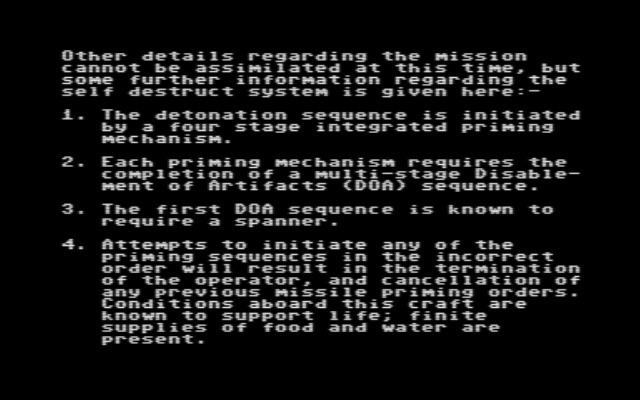 Other details regarding the mission
cannot be assimilated at this time, but
some further information regarding the
self destruct system is given here:-
1. The detonation sequence is initiated
by a four stage integrated priming
mechanism.
2. Each priming mechanism requires the
completion of a multi-stage Disable-
ment of Artifacts (DOA) sequence.
3. The first DOA sequence is known to
require a spanner.
4. Attempts to initiate any of the
priming sequences in the incorrect
order will result in the termination
of the operator, and cancellation of
any previous missile priming orders.
Conditions aboard this craft are
known to support life; finite
supplies of food and water are
present.